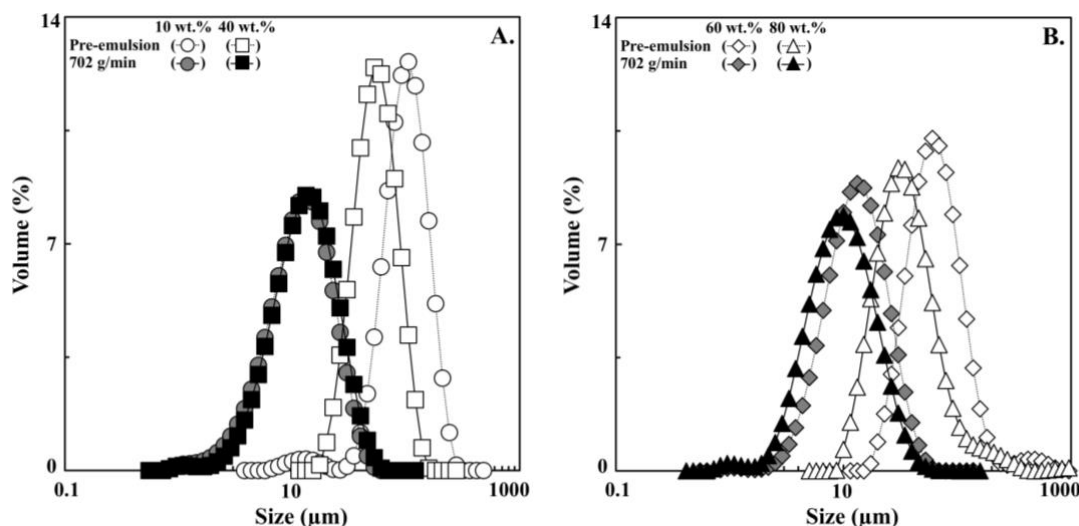 14
10 wt.% 40 wt.%
A.
Pre-emulsion (-○-) (-□-)
702 g/min (-●-) (-■-)
Volume (%)
7
0
0.1 10 1000
Size (µm)
14
60 wt.% 80 wt.%
B.
Pre-emulsion (-◇-) (-△-)
702 g/min (-◆-) (-▲-)
Volume (%)
7
0
0.1 10 1000
Size (µm)